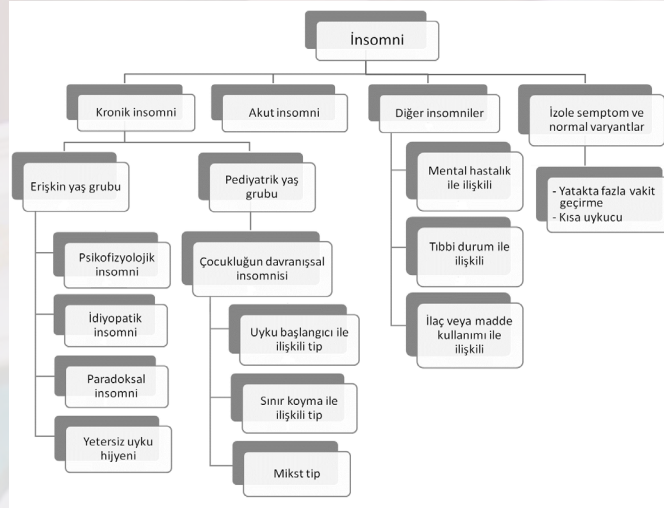 İnsomni
Kronik insomni
Akut insomni
Diğer insomniler
İzole semptom ve
normal varyantlar
Erişkin yaş grubu
Pediyatrik yaş
grubu
Mental hastalık
ile ilişkili
- Yatakta fazla vakit
geçirme
- Kısa uykucu
Psikofizyolojik
insomni
Çocukluğun davranışsal
insomnisi
Tıbbi durum ile
ilişkili
İdiyopatik
insomni
Uyku başlangıcı ile
ilişkili tip
İlaç veya madde
kullanımı ile
ilişkili
Paradoksal
insomni
Sınır koyma ile
ilişkili tip
Yetersiz uyku
hijyeni
Mikst tip